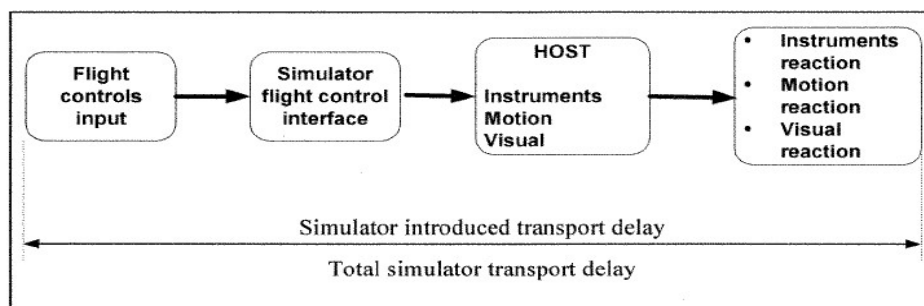 Flight
controls
input
Simulator
flight control
interface
HOST
Instruments
Motion
Visual
• Instruments
reaction
• Motion
reaction
• Visual
reaction
Simulator introduced transport delay
Total simulator transport delay